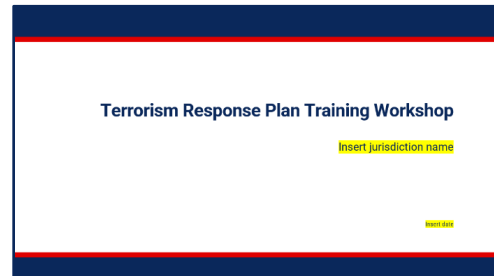 Terrorism Response Plan Training Workshop
Insert jurisdiction name
Insert date